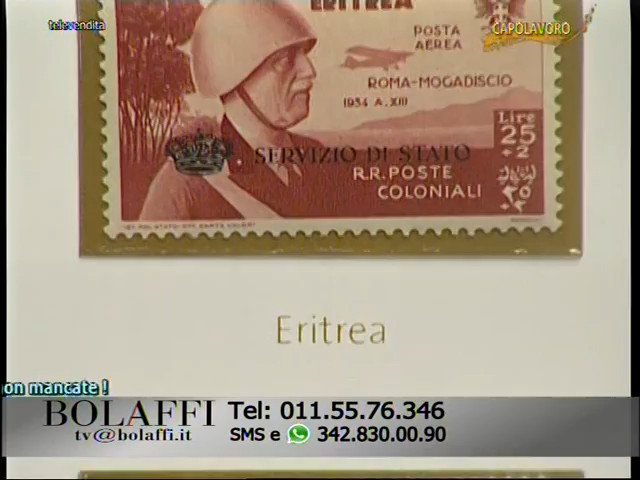 televendita
CAPOLAVORO
ERITREA
POSTA
AEREA
ROMA-MOGADISCIO
1934 A.XII
Lire
25
+2
SERVIZIO DI STATO
R.R.POSTE
COLONIALI
Eritrea
on mancate !
BOLAFFI
tv@bolaffi.it
Tel: 011.55.76.346
SMS e 342.830.00.90